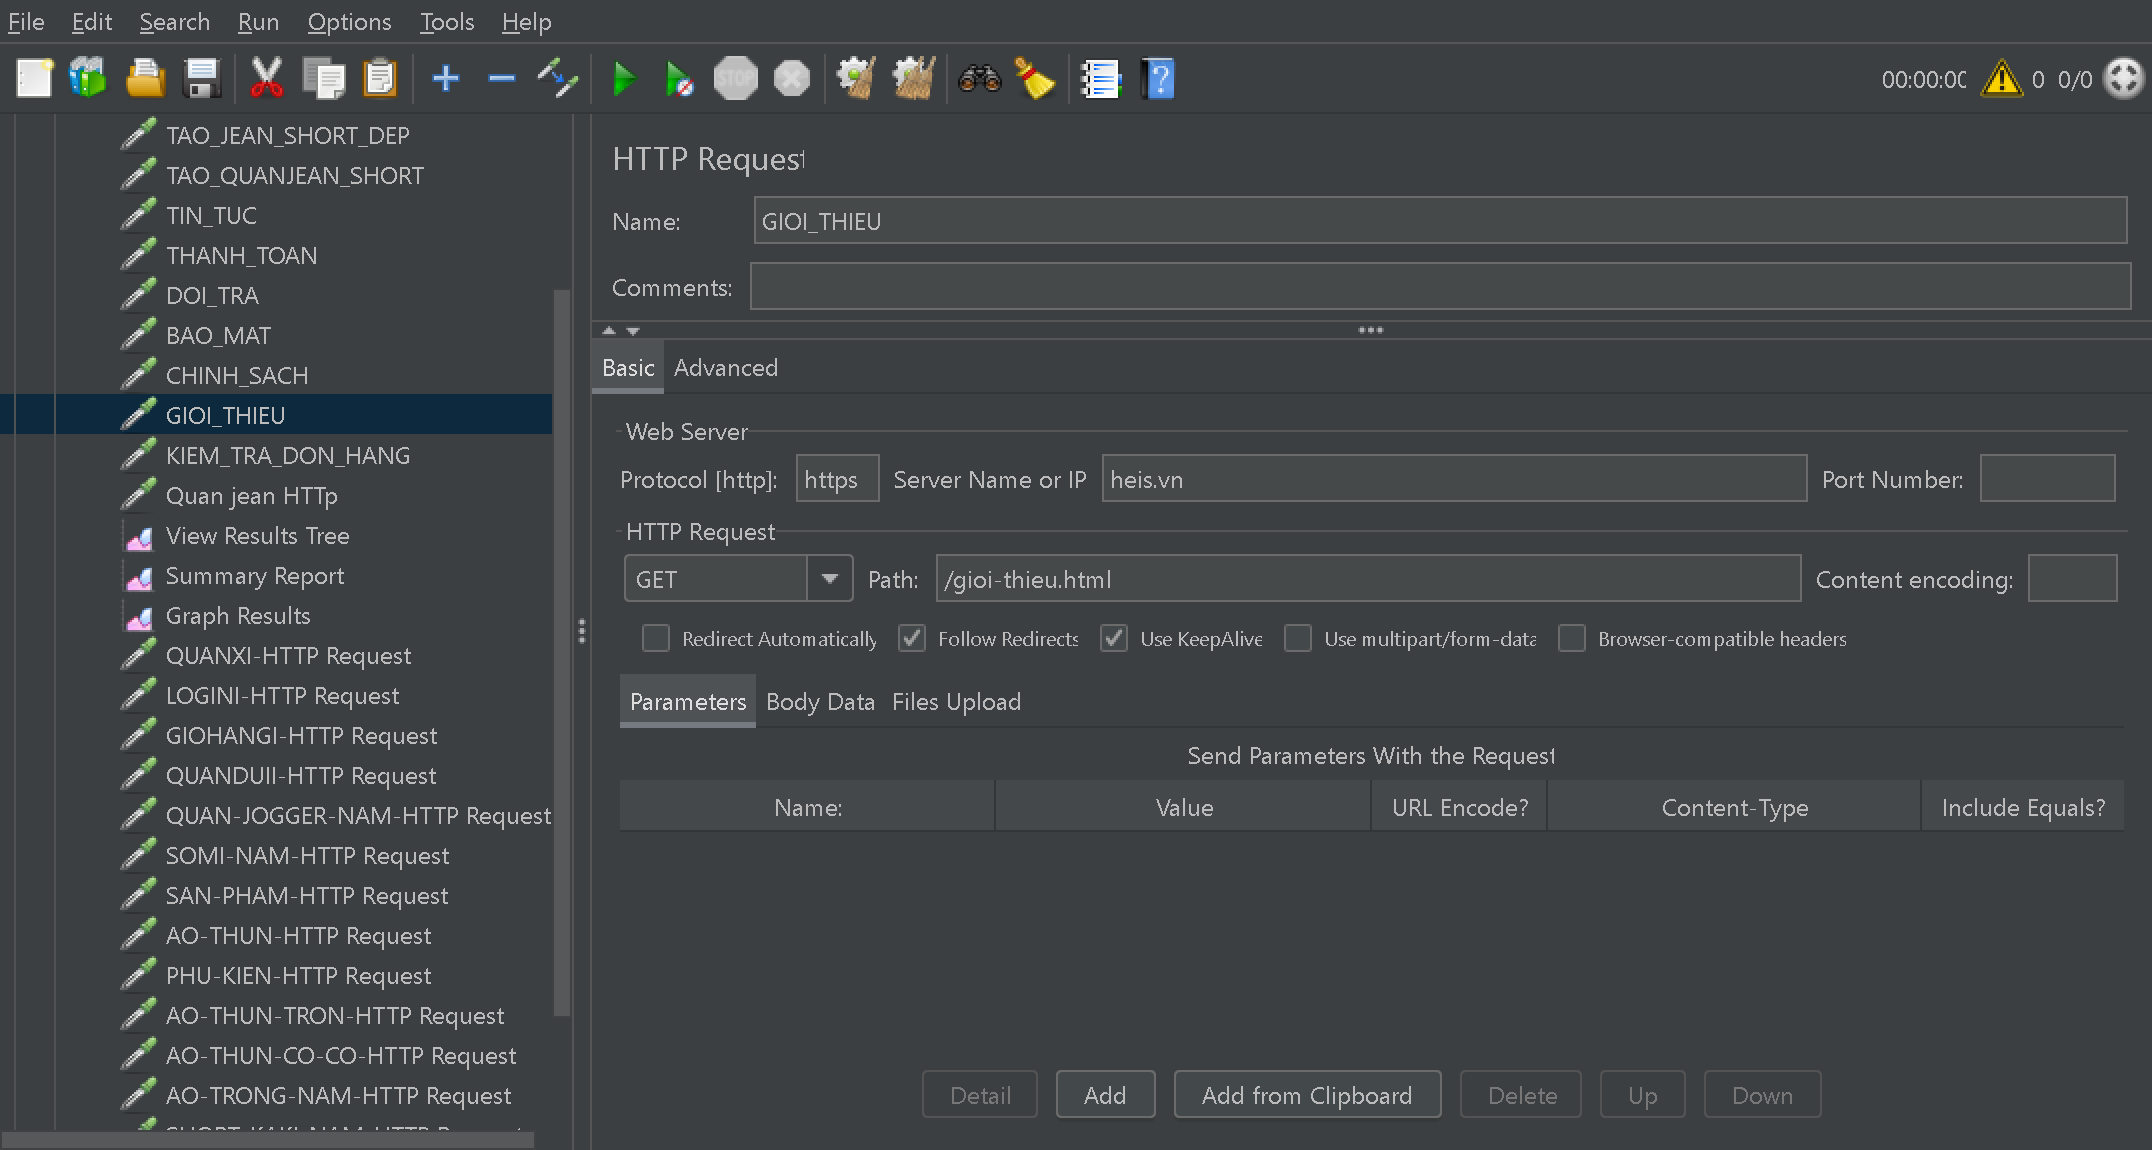 File Edit Search Run Options Tools Help
STOP
00:00:00 0 0/0
TAO_JEAN_SHORT_DEP
TAO_QUANJEAN_SHORT
TIN_TUC
THANH_TOAN
DOI_TRA
BAO_MAT
CHINH_SACH
GIOI_THIEU
KIEM_TRA_DON_HANG
Quan jean HTTp
View Results Tree
Summary Report
Graph Results
QUANXI-HTTP Request
LOGINI-HTTP Request
GIOHANGI-HTTP Request
QUANDUII-HTTP Request
QUAN-JOGGER-NAM-HTTP Request
SOMI-NAM-HTTP Request
SAN-PHAM-HTTP Request
AO-THUN-HTTP Request
PHU-KIEN-HTTP Request
AO-THUN-TRON-HTTP Request
AO-THUN-CO-CO-HTTP Request
AO-TRONG-NAM-HTTP Request
HTTP Request
Name: GIOI_THIEU
Comments:
Basic Advanced
Web Server
Protocol [http]: https Server Name or IP heis.vn Port Number:
HTTP Request
GET Path: /gioi-thieu.html Content encoding:
Redirect Automatically Follow Redirects Use KeepAlive Use multipart/form-data Browser-compatible headers
Parameters Body Data Files Upload
Send Parameters With the Request
Name: Value URL Encode? Content-Type Include Equals?
Detail Add Add from Clipboard Delete Up Down